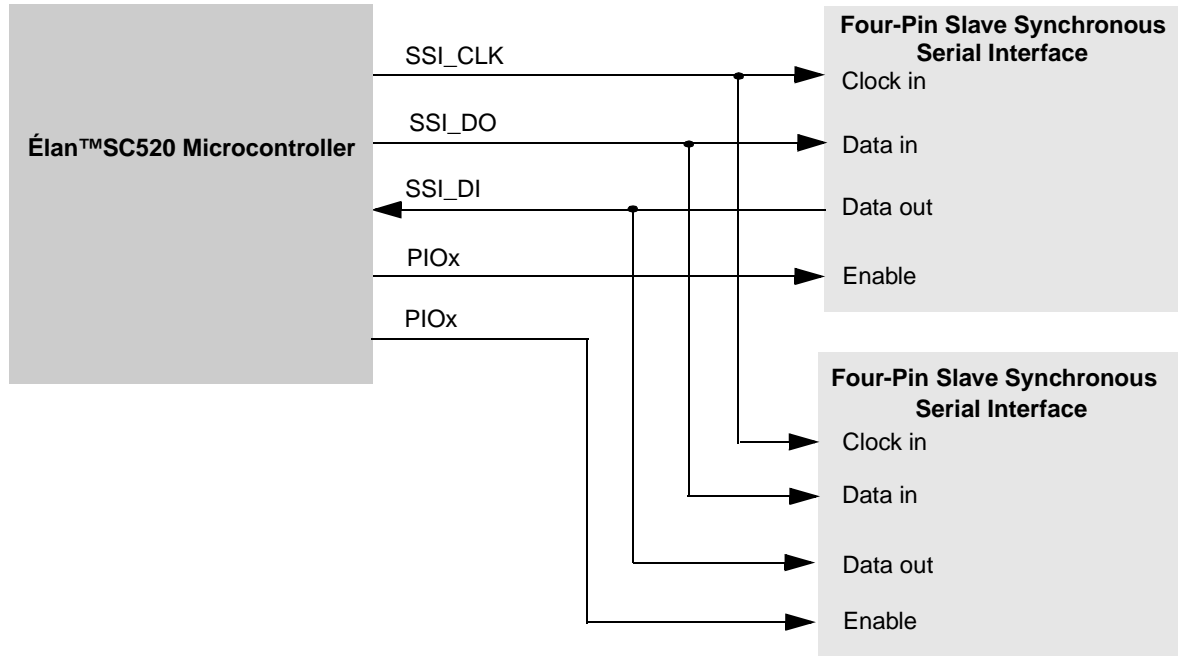 Élan™SC520 Microcontroller
SSI_CLK
SSI_DO
SSI_DI
PIOx
PIOx
Four-Pin Slave Synchronous
Serial Interface
Clock in
Data in
Data out
Enable
Four-Pin Slave Synchronous
Serial Interface
Clock in
Data in
Data out
Enable